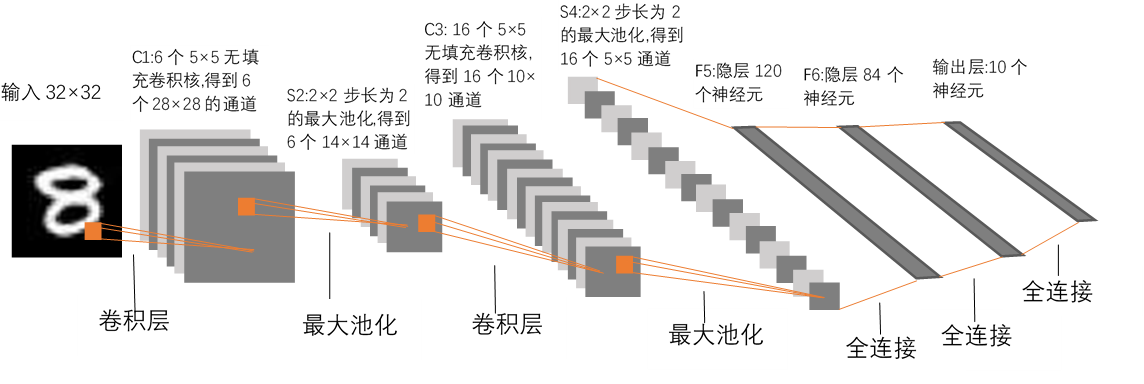 输入 32×32
C1:6 个 5×5 无填
充卷积核,得到 6
个 28×28 的通道
S2:2×2 步长为 2
的最大池化,得到
6 个 14×14 通道
C3: 16 个 5×5
无填充卷积核,
得到 16 个 10×
10 通道
S4:2×2 步长为 2
的最大池化,得到
16 个 5×5 通道
F5:隐层 120
个神经元
F6:隐层 84 个
神经元
输出层:10 个
神经元
8
卷积层
最大池化
卷积层
最大池化
全连接
全连接
全连接